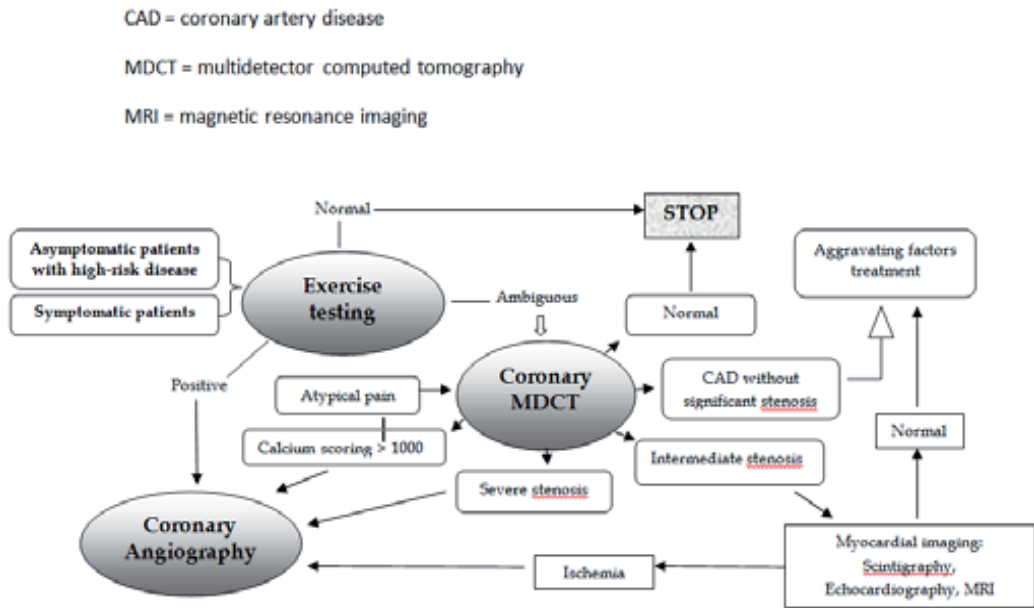 CAD = coronary artery disease
MDCT = multidetector computed tomography
MRI = magnetic resonance imaging
Normal
STOP
Asymptomatic patients
with high-risk disease
Symptomatic patients
Exercise
testing
Ambiguous
Normal
Aggravating factors
treatment
Positive
Atypical pain
Coronary
MDCT
CAD without
significant stenosis
Calcium scoring > 1000
Severe stenosis
Intermediate stenosis
Normal
Coronary
Angiography
Ischemia
Myocardial imaging:
Scintigraphy,
Echocardiography, MRI